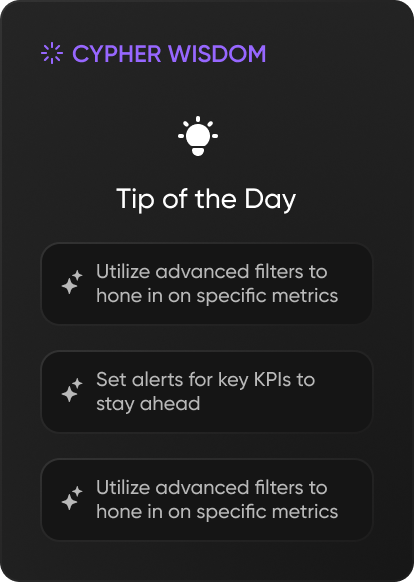 CYPHER WISDOM
Tip of the Day
Utilize advanced filters to
hone in on specific metrics
Set alerts for key KPIs to
stay ahead
Utilize advanced filters to
hone in on specific metrics